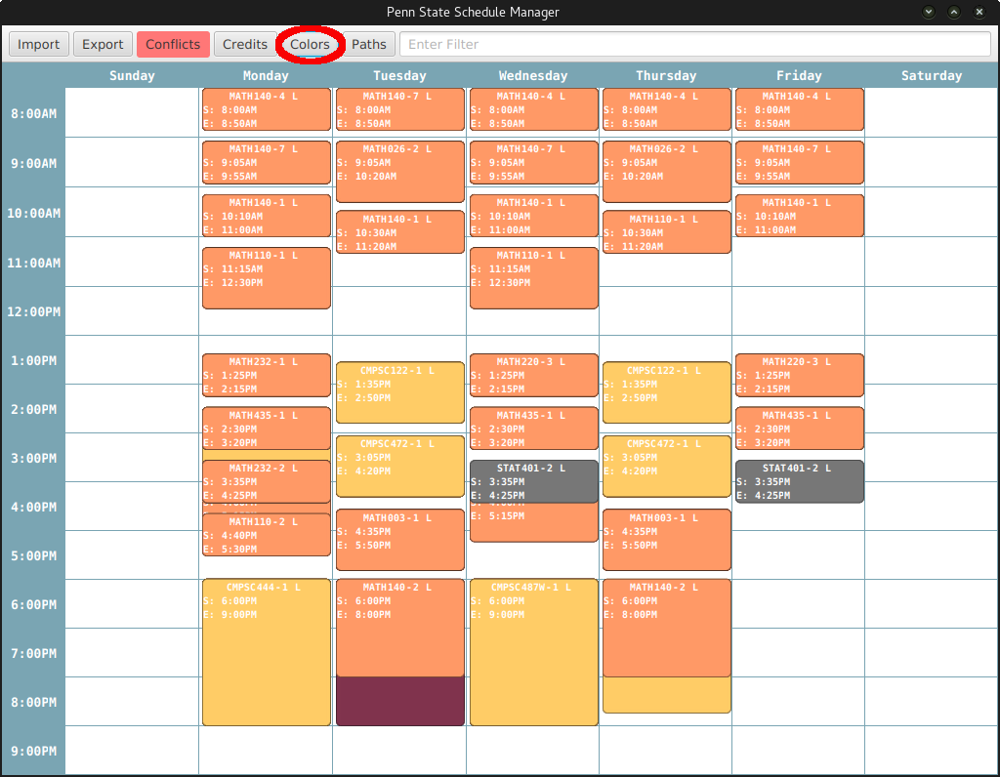 Penn State Schedule Manager
Import Export Conflicts Credits Colors Paths Enter Filter
Sunday Monday Tuesday Wednesday Thursday Friday Saturday
8:00AM
9:00AM
10:00AM
11:00AM
12:00PM
1:00PM
2:00PM
3:00PM
4:00PM
5:00PM
6:00PM
7:00PM
8:00PM
9:00PM
MATH140-4 L
S: 8:00AM
E: 8:50AM
MATH140-7 L
S: 9:05AM
E: 9:55AM
MATH140-1 L
S: 10:10AM
E: 11:00AM
MATH110-1 L
S: 11:15AM
E: 12:30PM
MATH232-1 L
S: 1:25PM
E: 2:15PM
MATH435-1 L
S: 2:30PM
E: 3:20PM
MATH232-2 L
S: 3:35PM
E: 4:25PM
MATH110-2 L
S: 4:40PM
E: 5:30PM
CMPSC444-1 L
S: 6:00PM
E: 9:00PM
MATH140-7 L
S: 8:00AM
E: 8:50AM
MATH026-2 L
S: 9:05AM
E: 10:20AM
MATH140-1 L
S: 10:30AM
E: 11:20AM
CMPSC122-1 L
S: 1:35PM
E: 2:50PM
CMPSC472-1 L
S: 3:05PM
E: 4:20PM
MATH003-1 L
S: 4:35PM
E: 5:50PM
MATH140-2 L
S: 6:00PM
E: 8:00PM
MATH140-4 L
S: 8:00AM
E: 8:50AM
MATH140-7 L
S: 9:05AM
E: 9:55AM
MATH140-1 L
S: 10:10AM
E: 11:00AM
MATH110-1 L
S: 11:15AM
E: 12:30PM
MATH220-3 L
S: 1:25PM
E: 2:15PM
MATH435-1 L
S: 2:30PM
E: 3:20PM
STAT401-2 L
S: 3:35PM
E: 4:25PM
E: 5:15PM
CMPSC487W-1 L
S: 6:00PM
E: 9:00PM
MATH140-4 L
S: 8:00AM
E: 8:50AM
MATH026-2 L
S: 9:05AM
E: 10:20AM
MATH110-1 L
S: 10:30AM
E: 11:20AM
CMPSC122-1 L
S: 1:35PM
E: 2:50PM
CMPSC472-1 L
S: 3:05PM
E: 4:20PM
MATH003-1 L
S: 4:35PM
E: 5:50PM
MATH140-2 L
S: 6:00PM
E: 8:00PM
MATH140-4 L
S: 8:00AM
E: 8:50AM
MATH140-7 L
S: 9:05AM
E: 9:55AM
MATH140-1 L
S: 10:10AM
E: 11:00AM
MATH220-3 L
S: 1:25PM
E: 2:15PM
MATH435-1 L
S: 2:30PM
E: 3:20PM
STAT401-2 L
S: 3:35PM
E: 4:25PM